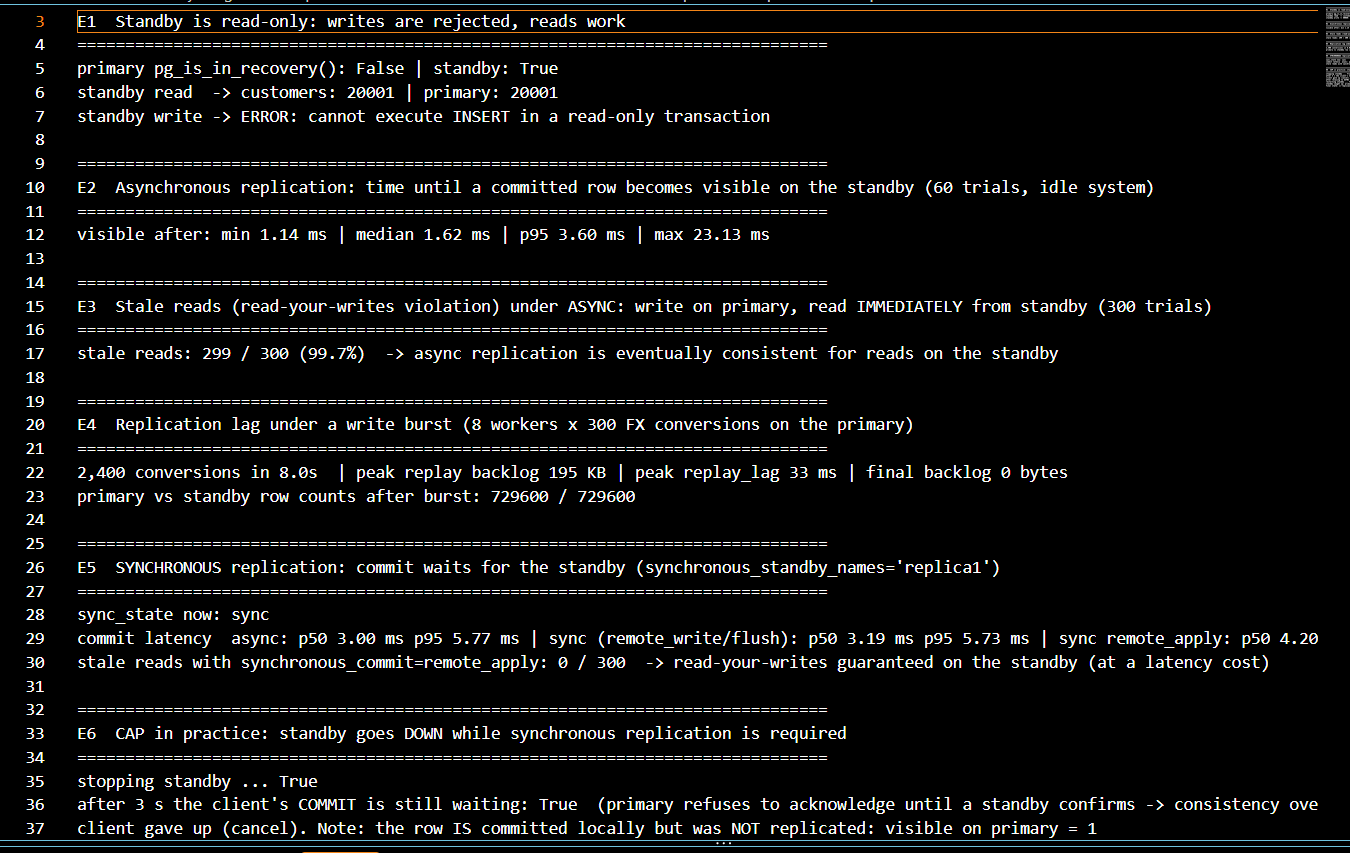 3 E1  Standby is read-only: writes are rejected, reads work
4 ==============================================================================
5 primary pg_is_in_recovery(): False | standby: True
6 standby read  -> customers: 20001 | primary: 20001
7 standby write -> ERROR: cannot execute INSERT in a read-only transaction
8
9 ==============================================================================
10 E2  Asynchronous replication: time until a committed row becomes visible on the standby (60 trials, idle system)
11 ==============================================================================
12 visible after: min 1.14 ms | median 1.62 ms | p95 3.60 ms | max 23.13 ms
13
14 ==============================================================================
15 E3  Stale reads (read-your-writes violation) under ASYNC: write on primary, read IMMEDIATELY from standby (300 trials)
16 ==============================================================================
17 stale reads: 299 / 300 (99.7%)  -> async replication is eventually consistent for reads on the standby
18
19 ==============================================================================
20 E4  Replication lag under a write burst (8 workers x 300 FX conversions on the primary)
21 ==============================================================================
22 2,400 conversions in 8.0s  | peak replay backlog 195 KB | peak replay_lag 33 ms | final backlog 0 bytes
23 primary vs standby row counts after burst: 729600 / 729600
24
25 ==============================================================================
26 E5  SYNCHRONOUS replication: commit waits for the standby (synchronous_standby_names='replica1')
27 ==============================================================================
28 sync_state now: sync
29 commit latency  async: p50 3.00 ms p95 5.77 ms | sync (remote_write/flush): p50 3.19 ms p95 5.73 ms | sync remote_apply: p50 4.20
30 stale reads with synchronous_commit=remote_apply: 0 / 300  -> read-your-writes guaranteed on the standby (at a latency cost)
31
32 ==============================================================================
33 E6  CAP in practice: standby goes DOWN while synchronous replication is required
34 ==============================================================================
35 stopping standby ... True
36 after 3 s the client's COMMIT is still waiting: True  (primary refuses to acknowledge until a standby confirms -> consistency ove
37 client gave up (cancel). Note: the row IS committed locally but was NOT replicated: visible on primary = 1